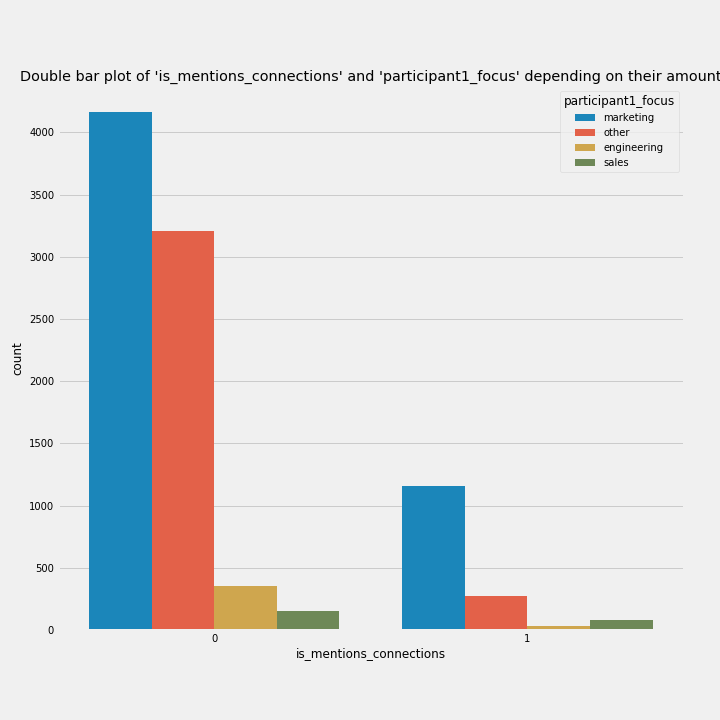 Double bar plot of 'is_mentions_connections' and 'participant1_focus' depending on their amount
participant1_focus
marketing
other
engineering
sales
4000
3500
3000
2500
2000
1500
1000
500
0
count
0
1
is_mentions_connections